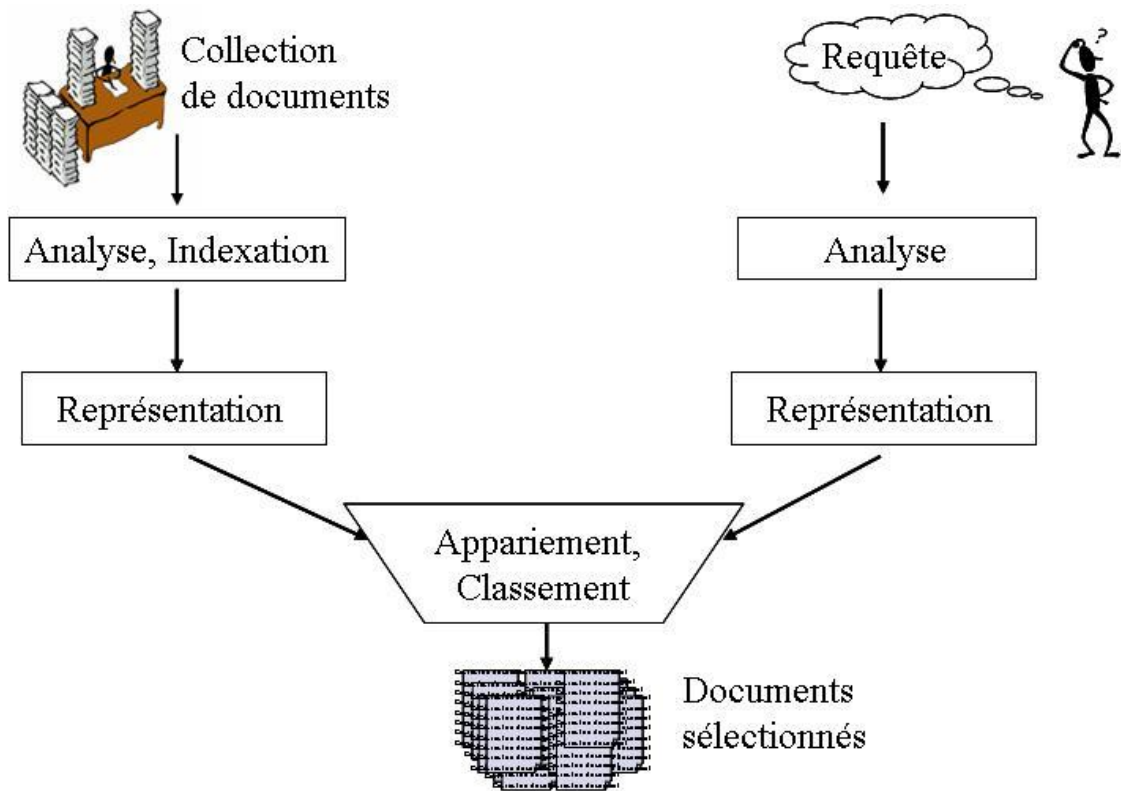 Collection
de documents
Requête
?
Analyse, Indexation
Analyse
Représentation
Représentation
Appariement,
Classement
Documents
sélectionnés